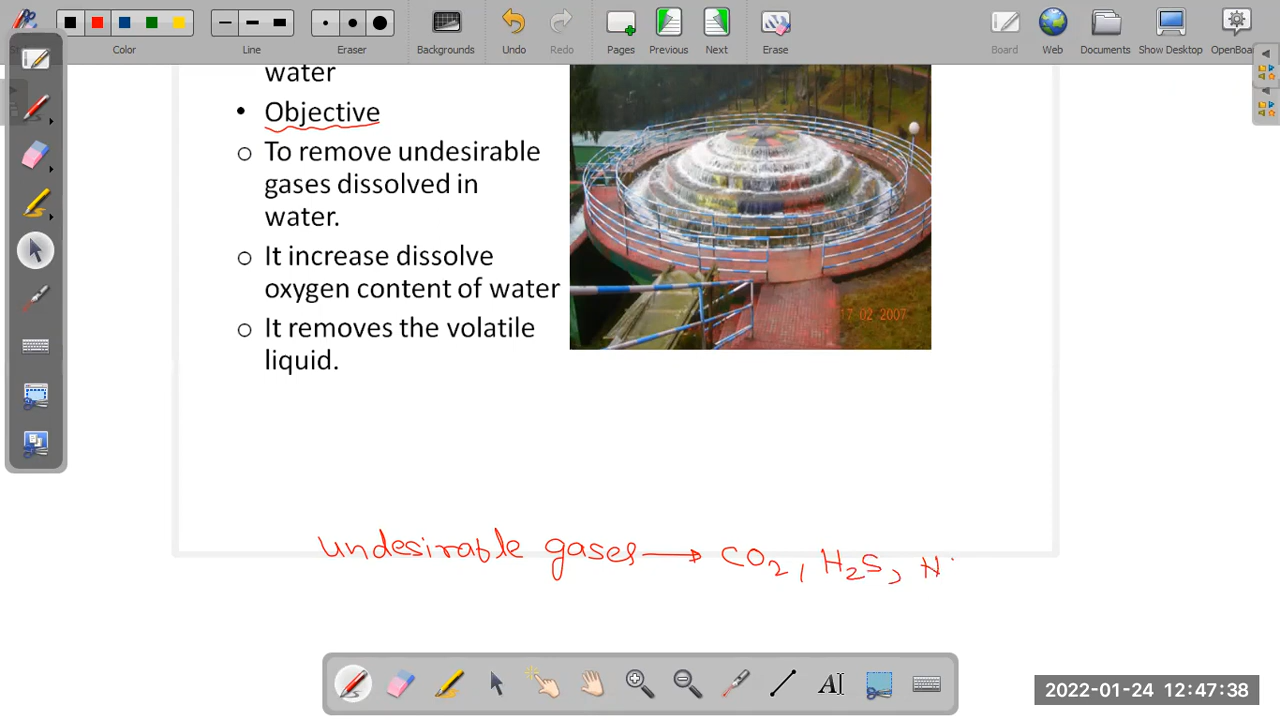 Color
Line
Eraser
Backgrounds
Undo
Redo
Pages
Previous
Next
Erase
Board
Web
Documents
Show Desktop
OpenBoa
water
• Objective
o To remove undesirable
gases dissolved in
water.
o It increase dissolve
oxygen content of water
o It removes the volatile
liquid.
17 02 2007
undesirable gases → CO2, H2S, N
2022-01-24 12:47:38